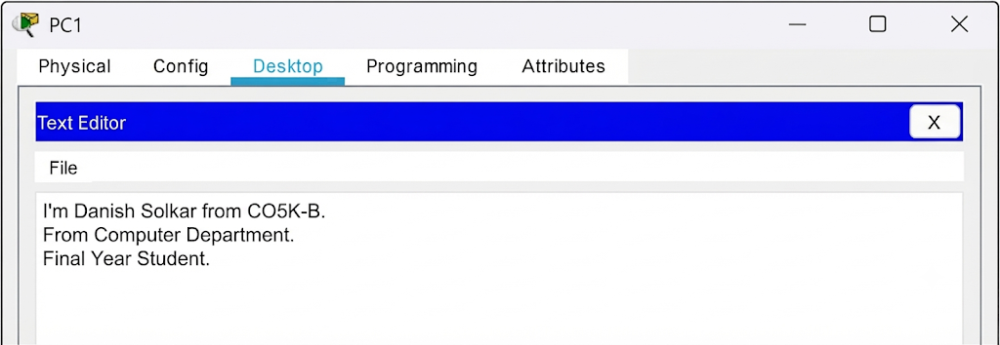 PC1
Physical Config Desktop Programming Attributes
Text Editor X
File
I'm Danish Solkar from CO5K-B.
From Computer Department.
Final Year Student.